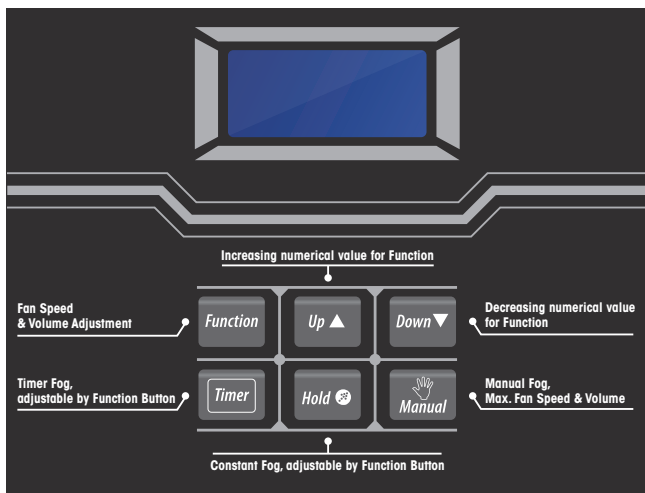 Increasing numerical value for Function
Fan Speed
& Volume Adjustment
Function
Up ▲
Down ▼
Decreasing numerical value
for Function
Timer Fog,
adjustable by Function Button
Timer
Hold
Manual
Manual Fog,
Max. Fan Speed & Volume
Constant Fog, adjustable by Function Button